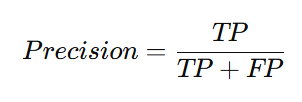 Precision = TP / TP + FP